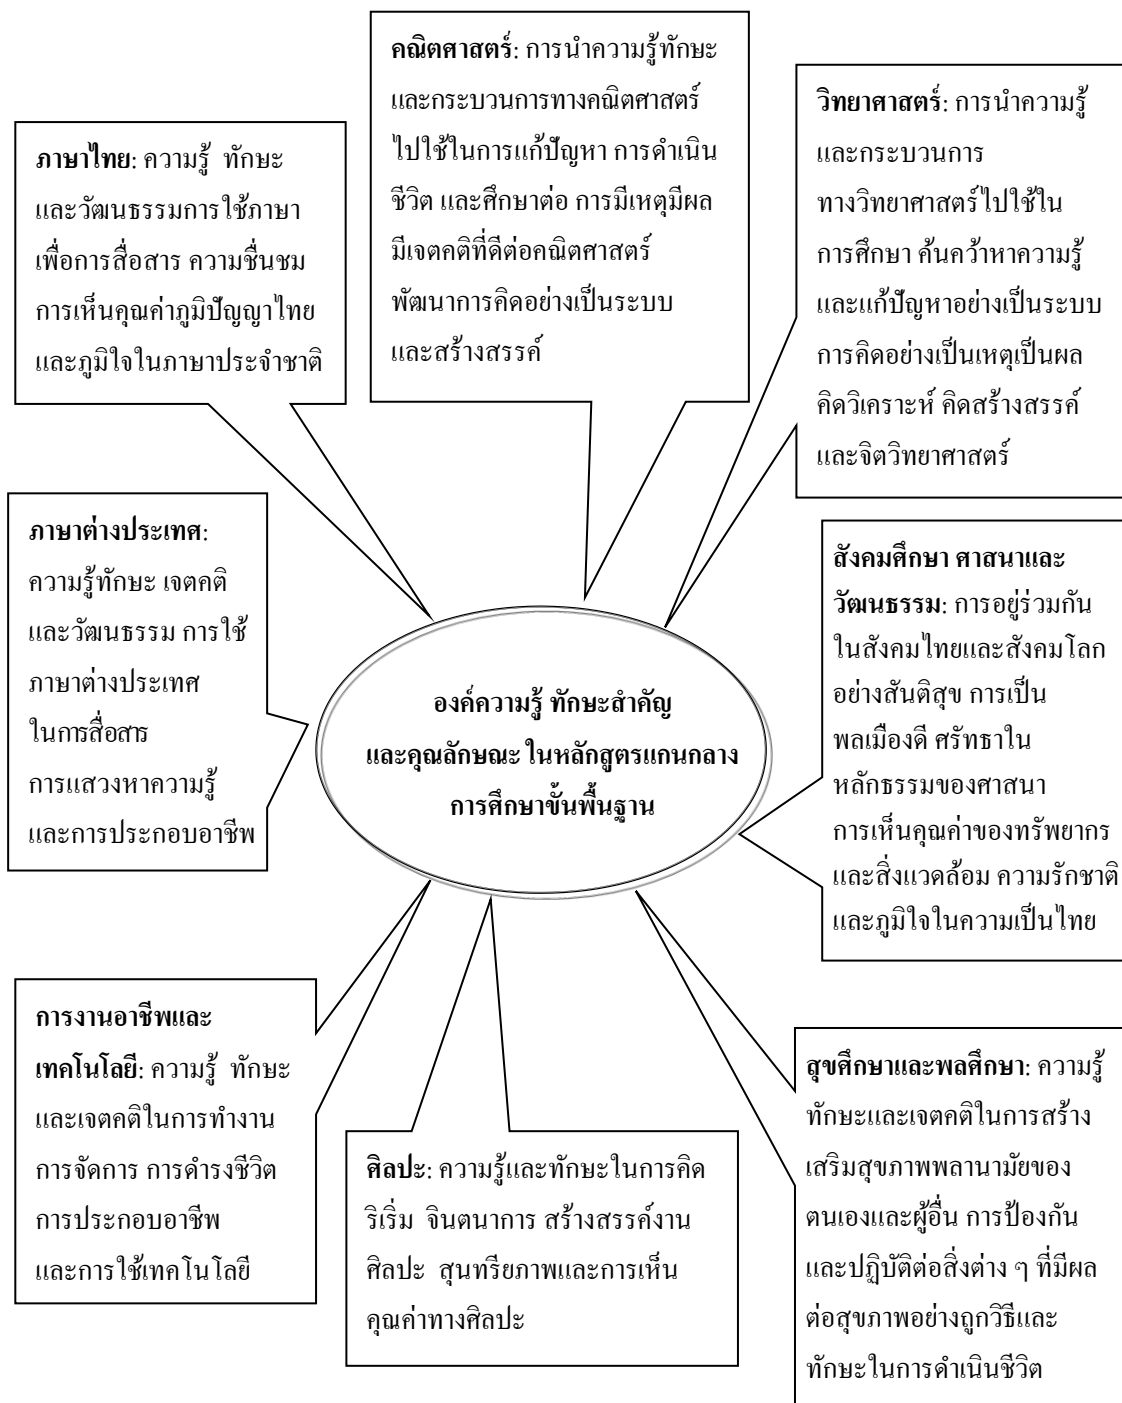 คณิตศาสตร์: การนำความรู้ทักษะ
และกระบวนการทางคณิตศาสตร์
ไปใช้ในการแก้ปัญหา การดำเนิน
ชีวิต และศึกษาต่อ การมีเหตุมีผล
มีเจตคติที่ดีต่อคณิตศาสตร์
พัฒนาการคิดอย่างเป็นระบบ
และสร้างสรรค์
วิทยาศาสตร์: การนำความรู้
และกระบวนการ
ทางวิทยาศาสตร์ไปใช้ใน
การศึกษา ค้นคว้าหาความรู้
และแก้ปัญหาอย่างเป็นระบบ
การคิดอย่างเป็นเหตุเป็นผล
คิดวิเคราะห์ คิดสร้างสรรค์
และจิตวิทยาศาสตร์
ภาษาไทย: ความรู้ ทักษะ
และวัฒนธรรมการใช้ภาษา
เพื่อการสื่อสาร ความชื่นชม
การเห็นคุณค่าภูมิปัญญาไทย
และภูมิใจในภาษาประจำชาติ
ภาษาต่างประเทศ:
ความรู้ทักษะ เจตคติ
และวัฒนธรรม การใช้
ภาษาต่างประเทศ
ในการสื่อสาร
การแสวงหาความรู้
และการประกอบอาชีพ
องค์ความรู้ ทักษะสำคัญ
และคุณลักษณะ ในหลักสูตรแกนกลาง
การศึกษาขั้นพื้นฐาน
สังคมศึกษา ศาสนาและ
วัฒนธรรม: การอยู่ร่วมกัน
ในสังคมไทยและสังคมโลก
อย่างสันติสุข การเป็น
พลเมืองดี ศรัทธาใน
หลักธรรมของศาสนา
การเห็นคุณค่าของทรัพยากร
และสิ่งแวดล้อม ความรักชาติ
และภูมิใจในความเป็นไทย
การงานอาชีพและ
เทคโนโลยี: ความรู้ ทักษะ
และเจตคติในการทำงาน
การจัดการ การดำรงชีวิต
การประกอบอาชีพ
และการใช้เทคโนโลยี
ศิลปะ: ความรู้และทักษะในการคิด
ริเริ่ม จินตนาการ สร้างสรรค์งาน
ศิลปะ สุนทรียภาพและการเห็น
คุณค่าทางศิลปะ
สุขศึกษาและพลศึกษา: ความรู้
ทักษะและเจตคติในการสร้าง
เสริมสุขภาพพลานามัยของ
ตนเองและผู้อื่น การป้องกัน
และปฏิบัติต่อสิ่งต่าง ๆ ที่มีผล
ต่อสุขภาพอย่างถูกวิธีและ
ทักษะในการดำเนินชีวิต